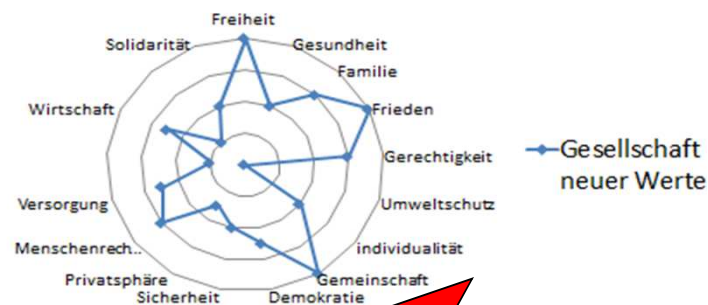 Freiheit
Solidarität
Gesundheit
Familie
Wirtschaft
Frieden
Gerechtigkeit
Gesellschaft
neuer Werte
Versorgung
Umweltschutz
Menschenrech...
individualität
Privatsphäre
Gemeinschaft
Sicherheit
Demokratie